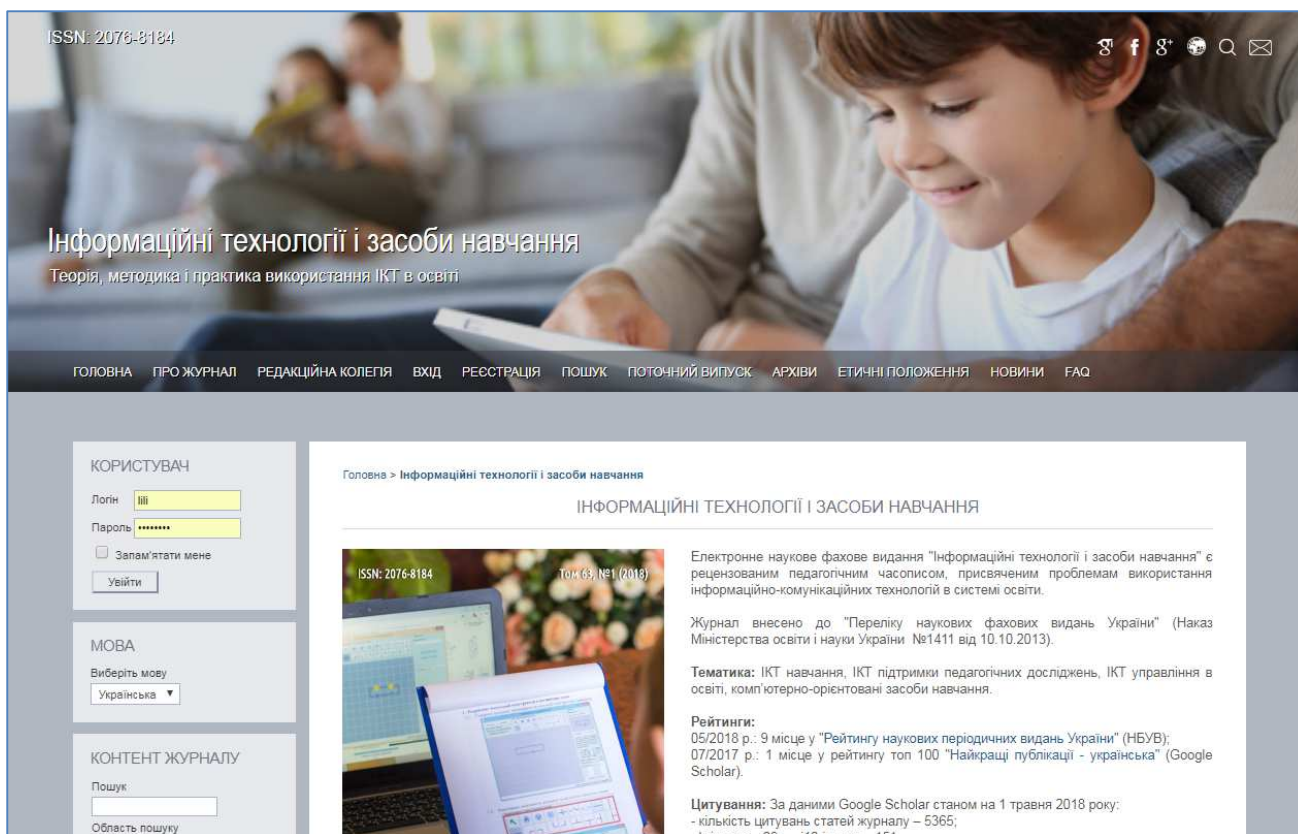 ISSN: 2076-8184
Інформаційні технології і засоби навчання
Теорія, методика і практика використання ІКТ в освіті
ГОЛОВНА ПРО ЖУРНАЛ РЕДАКЦІЙНА КОЛЕГІЯ ВХІД РЕЄСТРАЦІЯ ПОШУК ПОТОЧНИЙ ВИПУСК АРХІВИ ЕТИЧНІ ПОЛОЖЕННЯ НОВИНИ FAQ
КОРИСТУВАЧ
Логін lili
Пароль ••••••••
Запам'ятати мене
Увійти
МОВА
Виберіть мову
Українська
КОНТЕНТ ЖУРНАЛУ
Пошук
Область пошуку
Головна > Інформаційні технології і засоби навчання
ІНФОРМАЦІЙНІ ТЕХНОЛОГІЇ І ЗАСОБИ НАВЧАННЯ
ISSN: 2076-8184 Том 63, №1 (2018)
Електронне наукове фахове видання "Інформаційні технології і засоби навчання" є
рецензованим педагогічним часописом, присвяченим проблемам використання
інформаційно-комунікаційних технологій в системі освіти.
Журнал внесено до "Переліку наукових фахових видань України" (Наказ
Міністерства освіти і науки України №1411 від 10.10.2013).
Тематика: ІКТ навчання, ІКТ підтримки педагогічних досліджень, ІКТ управління в
освіті, комп'ютерно-орієнтовані засоби навчання.
Рейтинги:
05/2018 р.: 9 місце у "Рейтингу наукових періодичних видань України" (НБУВ);
07/2017 р.: 1 місце у рейтингу топ 100 "Найкращі публікації - українська" (Google
Scholar).
Цитування: За даними Google Scholar станом на 1 травня 2018 року:
- кількість цитувань статей журналу – 5365;